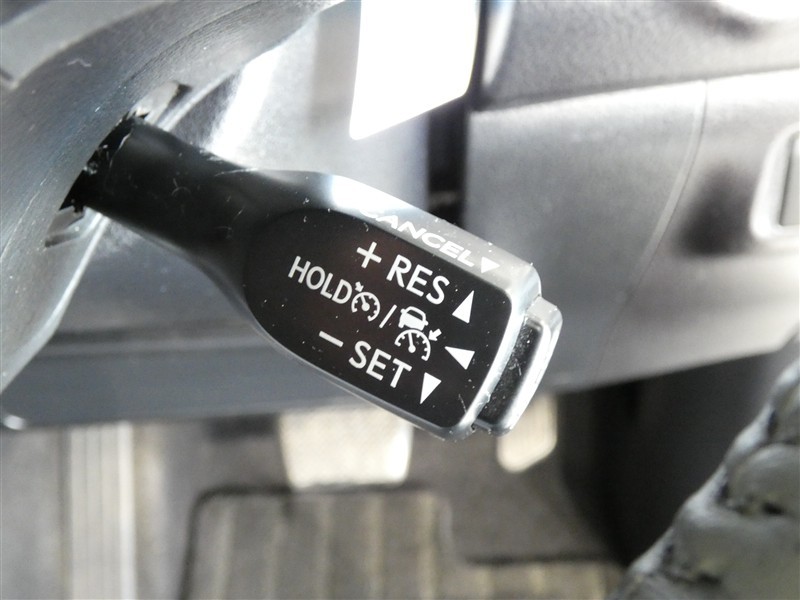 CANCEL
+ RES
HOLD /
− SET